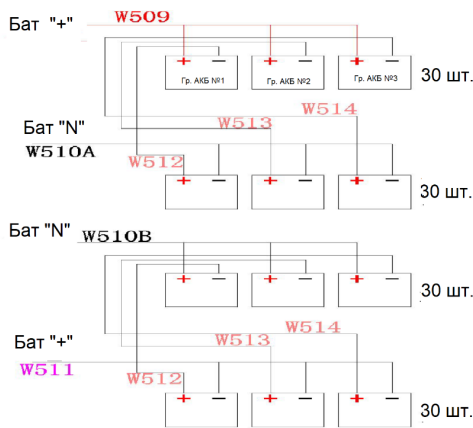 Бат "+" W509
+ − + − + −
Гр. АКБ №1 Гр. АКБ №2 Гр. АКБ №3 30 шт.
W514
Бат "N" W513
W510A W512
+ − + − + −
30 шт.
Бат "N" W510B
+ − + − + −
30 шт.
W514
Бат "+" W513
W511 W512
+ − + − + −
30 шт.